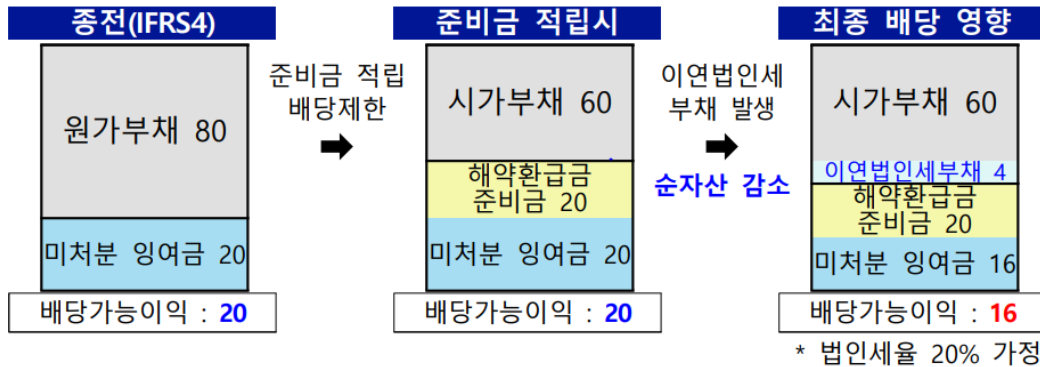 종전(IFRS4)
원가부채 80
미처분 잉여금 20
배당가능이익 : 20
준비금 적립
배당제한
준비금 적립시
시가부채 60
해약환급금
준비금 20
미처분 잉여금 20
배당가능이익 : 20
이연법인세
부채 발생
순자산 감소
최종 배당 영향
시가부채 60
이연법인세부채 4
해약환급금
준비금 20
미처분 잉여금 16
배당가능이익 : 16
* 법인세율 20% 가정